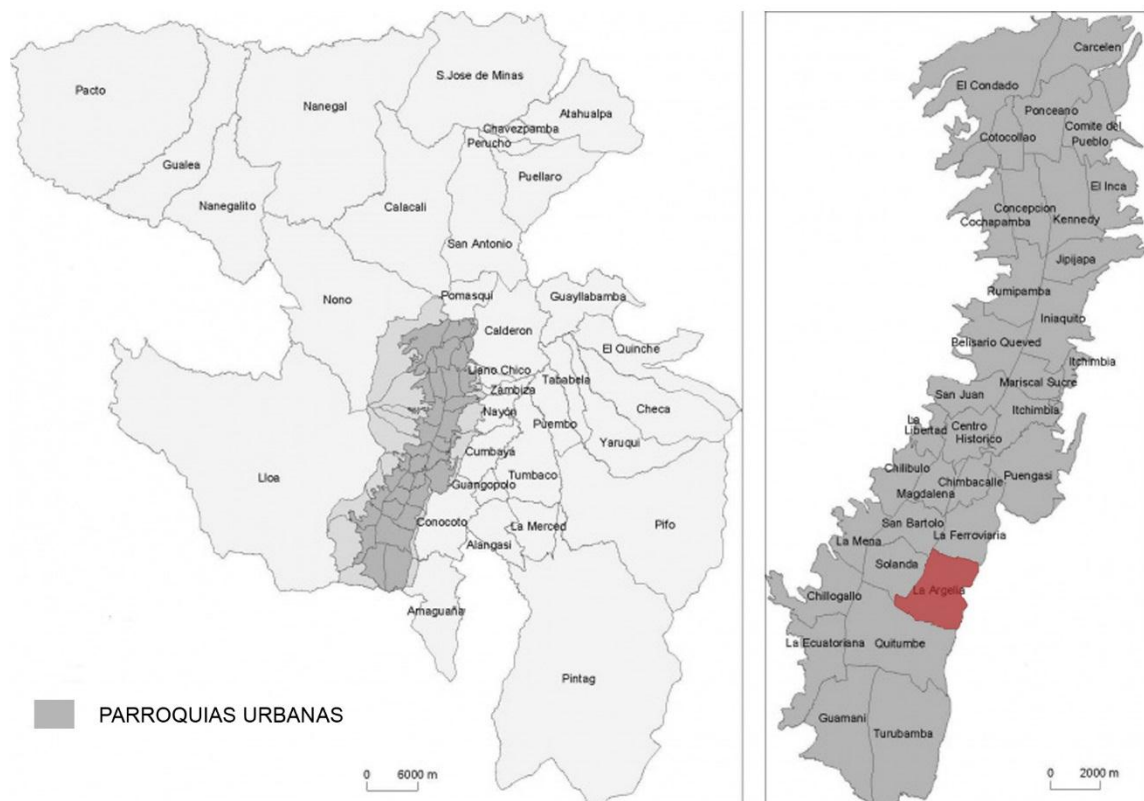 Pacto
Nanegal
S.Jose de Minas
Atahualpa
Chavezpamba
Perucho
Gualea
Puellaro
Nanegalito
Calacali
San Antonio
Nono
Pomasqui
Guayllabamba
Calderon
El Quinche
Llano Chico
Tababela
Zambiza
Checa
Nayon
Puembo
Yaruqui
Cumbaya
Lloa
Tumbaco
Guangopolo
Conocoto
La Merced
Pifo
Alangasi
Amaguaña
Pintag
PARROQUIAS URBANAS
0 6000 m
Carcelen
El Condado
Ponceano
Comite del
Pueblo
Cotocollao
El Inca
Concepcion
Cochapamba
Kennedy
Jipijapa
Rumipamba
Iniaquito
Belisario Queved
Itchimbia
Mariscal Sucre
San Juan
Itchimbia
La
Libertad
Centro
Historico
Chilibulo
Puengasi
Chimbacalle
Magdalena
San Bartolo
La Ferroviaria
La Mena
Solanda
La Argelia
Chillogallo
La Ecuatoriana
Quitumbe
Guamani
Turubamba
0 2000 m